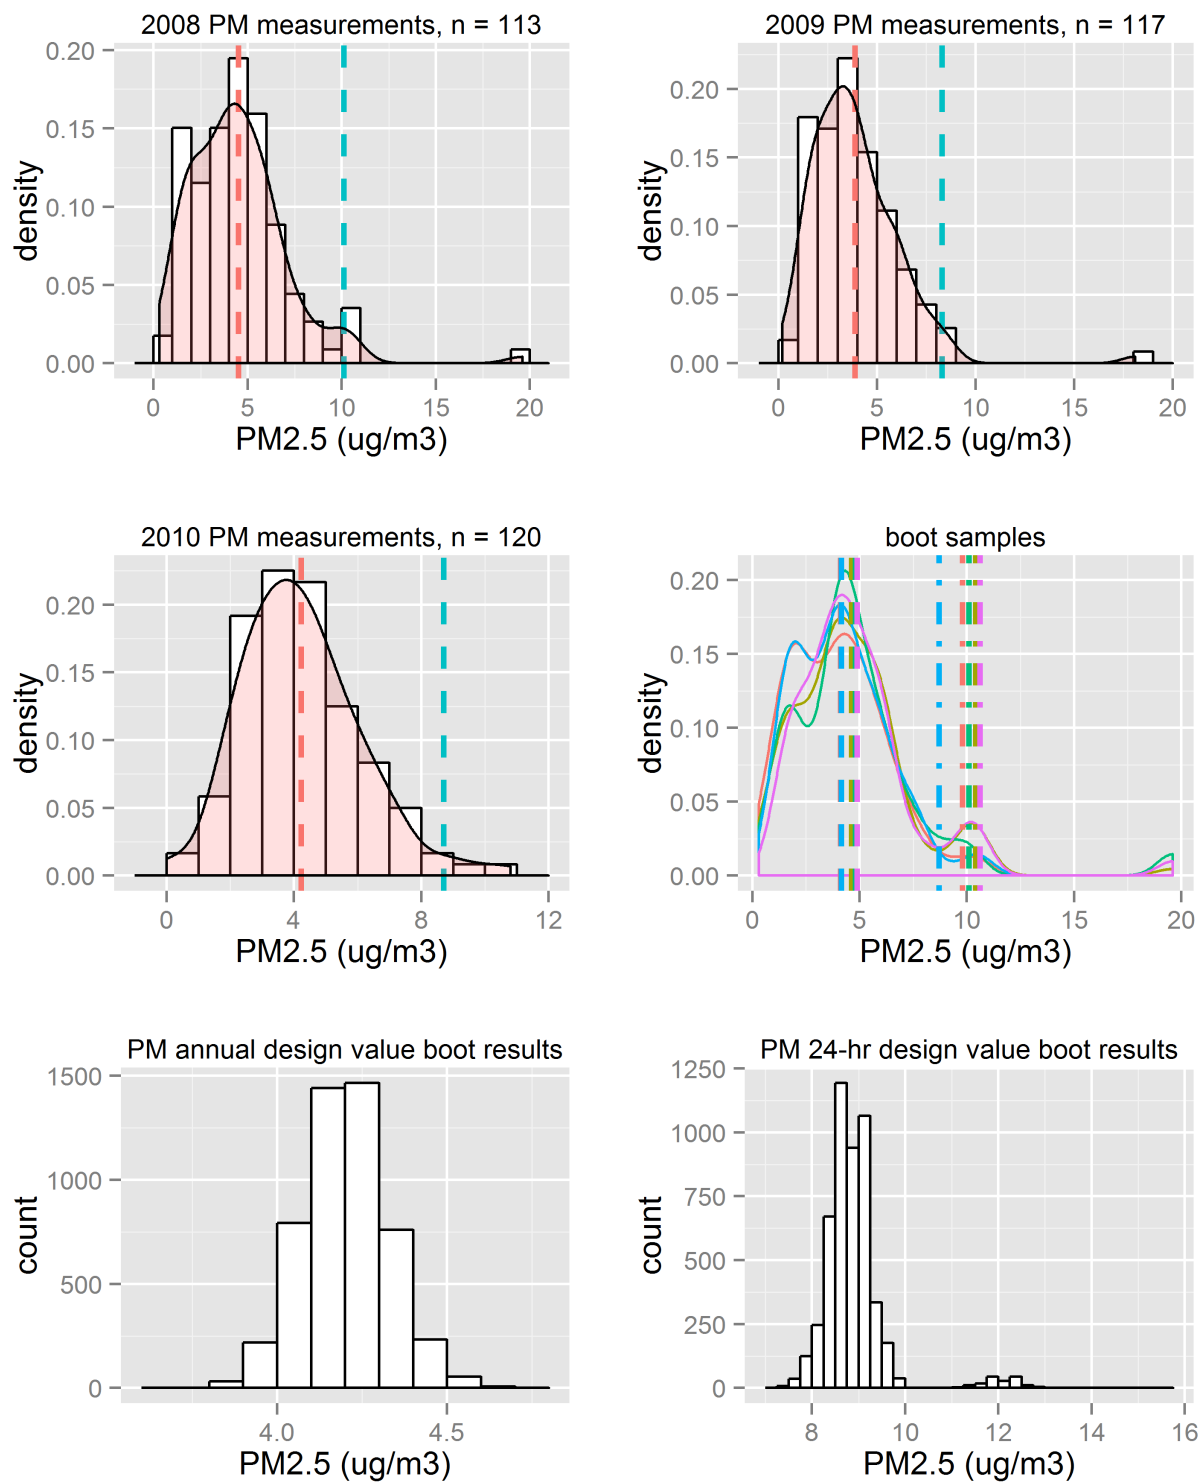 2008 PM measurements, n = 113
0.20
0.15
0.10
0.05
0.00
density
0 5 10 15 20
PM2.5 (ug/m3)
2009 PM measurements, n = 117
0.20
0.15
0.10
0.05
0.00
density
0 5 10 15 20
PM2.5 (ug/m3)
2010 PM measurements, n = 120
0.20
0.15
0.10
0.05
0.00
density
0 4 8 12
PM2.5 (ug/m3)
boot samples
0.20
0.15
0.10
0.05
0.00
density
0 5 10 15 20
PM2.5 (ug/m3)
PM annual design value boot results
1500
1000
500
0
count
4.0 4.5
PM2.5 (ug/m3)
PM 24-hr design value boot results
1250
1000
750
500
250
0
count
8 10 12 14 16
PM2.5 (ug/m3)